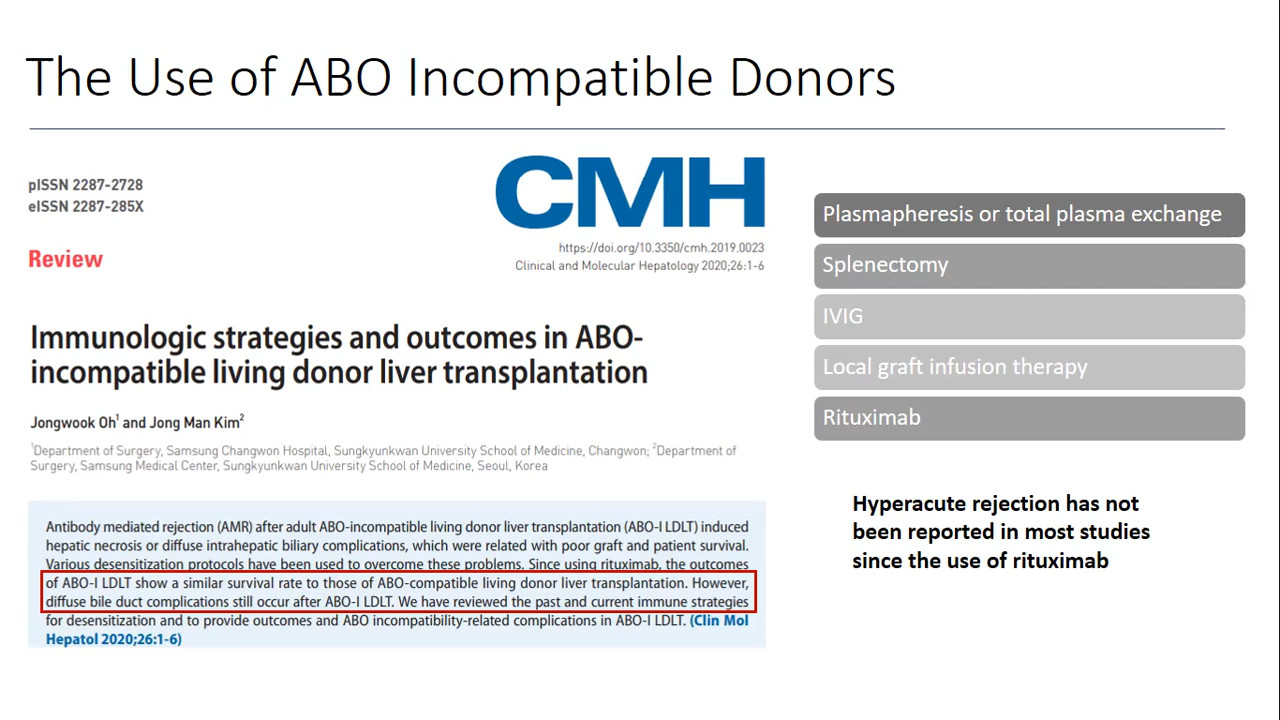 The Use of ABO Incompatible Donors
pISSN 2287-2728
eISSN 2287-285X
CMH
https://doi.org/10.3350/cmh.2019.0023
Clinical and Molecular Hepatology 2020;26:1-6
Review
Immunologic strategies and outcomes in ABO-
incompatible living donor liver transplantation
Jongwook Oh1 and Jong Man Kim2
1Department of Surgery, Samsung Changwon Hospital, Sungkyunkwan University School of Medicine, Changwon; 2Department of
Surgery, Samsung Medical Center, Sungkyunkwan University School of Medicine, Seoul, Korea
Antibody mediated rejection (AMR) after adult ABO-incompatible living donor liver transplantation (ABO-I LDLT) induced
hepatic necrosis or diffuse intrahepatic biliary complications, which were related with poor graft and patient survival.
Various desensitization protocols have been used to overcome these problems. Since using rituximab, the outcomes
of ABO-I LDLT show a similar survival rate to those of ABO-compatible living donor liver transplantation. However,
diffuse bile duct complications still occur after ABO-I LDLT. We have reviewed the past and current immune strategies
for desensitization and to provide outcomes and ABO incompatibility-related complications in ABO-I LDLT. (Clin Mol
Hepatol 2020;26:1-6)
Plasmapheresis or total plasma exchange
Splenectomy
IVIG
Local graft infusion therapy
Rituximab
Hyperacute rejection has not
been reported in most studies
since the use of rituximab